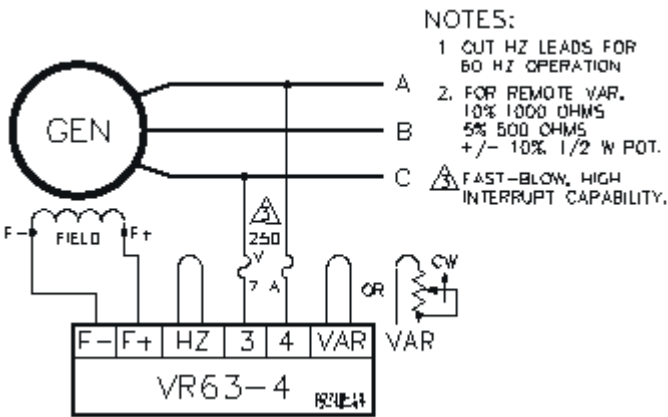 NOTES:
1 CUT HZ LEADS FOR
60 HZ OPERATION
2. FOR REMOTE VAR.
10% 1000 OHMS
5% 500 OHMS
+/- 10% 1/2 W POT.
3 FAST-BLOW, HIGH
INTERRUPT CAPABILITY.
GEN
A
B
C
F- FIELD F+
3
250
V
7 A
OR
CW
F- F+ HZ 3 4 VAR VAR
VR63-4